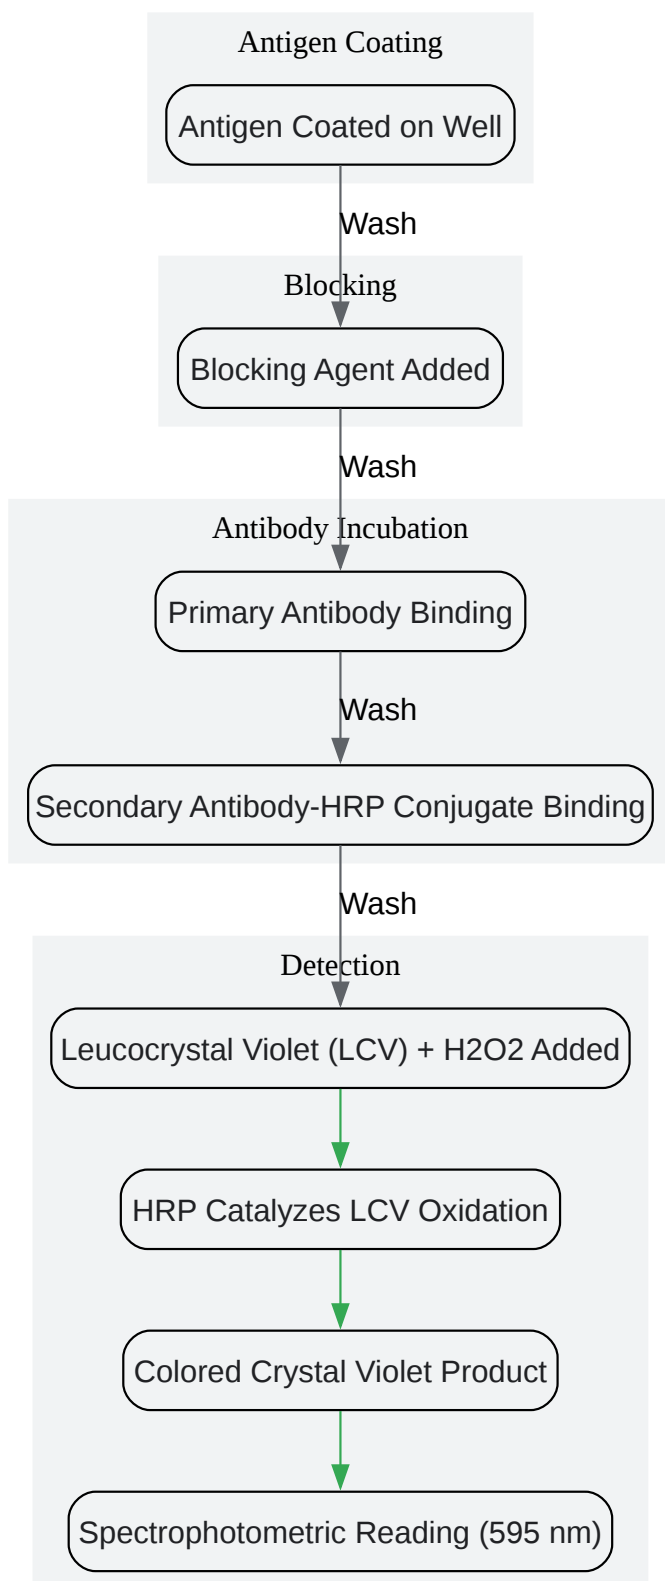 Antigen Coating
Antigen Coated on Well
Wash
Blocking
Blocking Agent Added
Wash
Antibody Incubation
Primary Antibody Binding
Wash
Secondary Antibody-HRP Conjugate Binding
Wash
Detection
Leucocrystal Violet (LCV) + H2O2 Added
HRP Catalyzes LCV Oxidation
Colored Crystal Violet Product
Spectrophotometric Reading (595 nm)